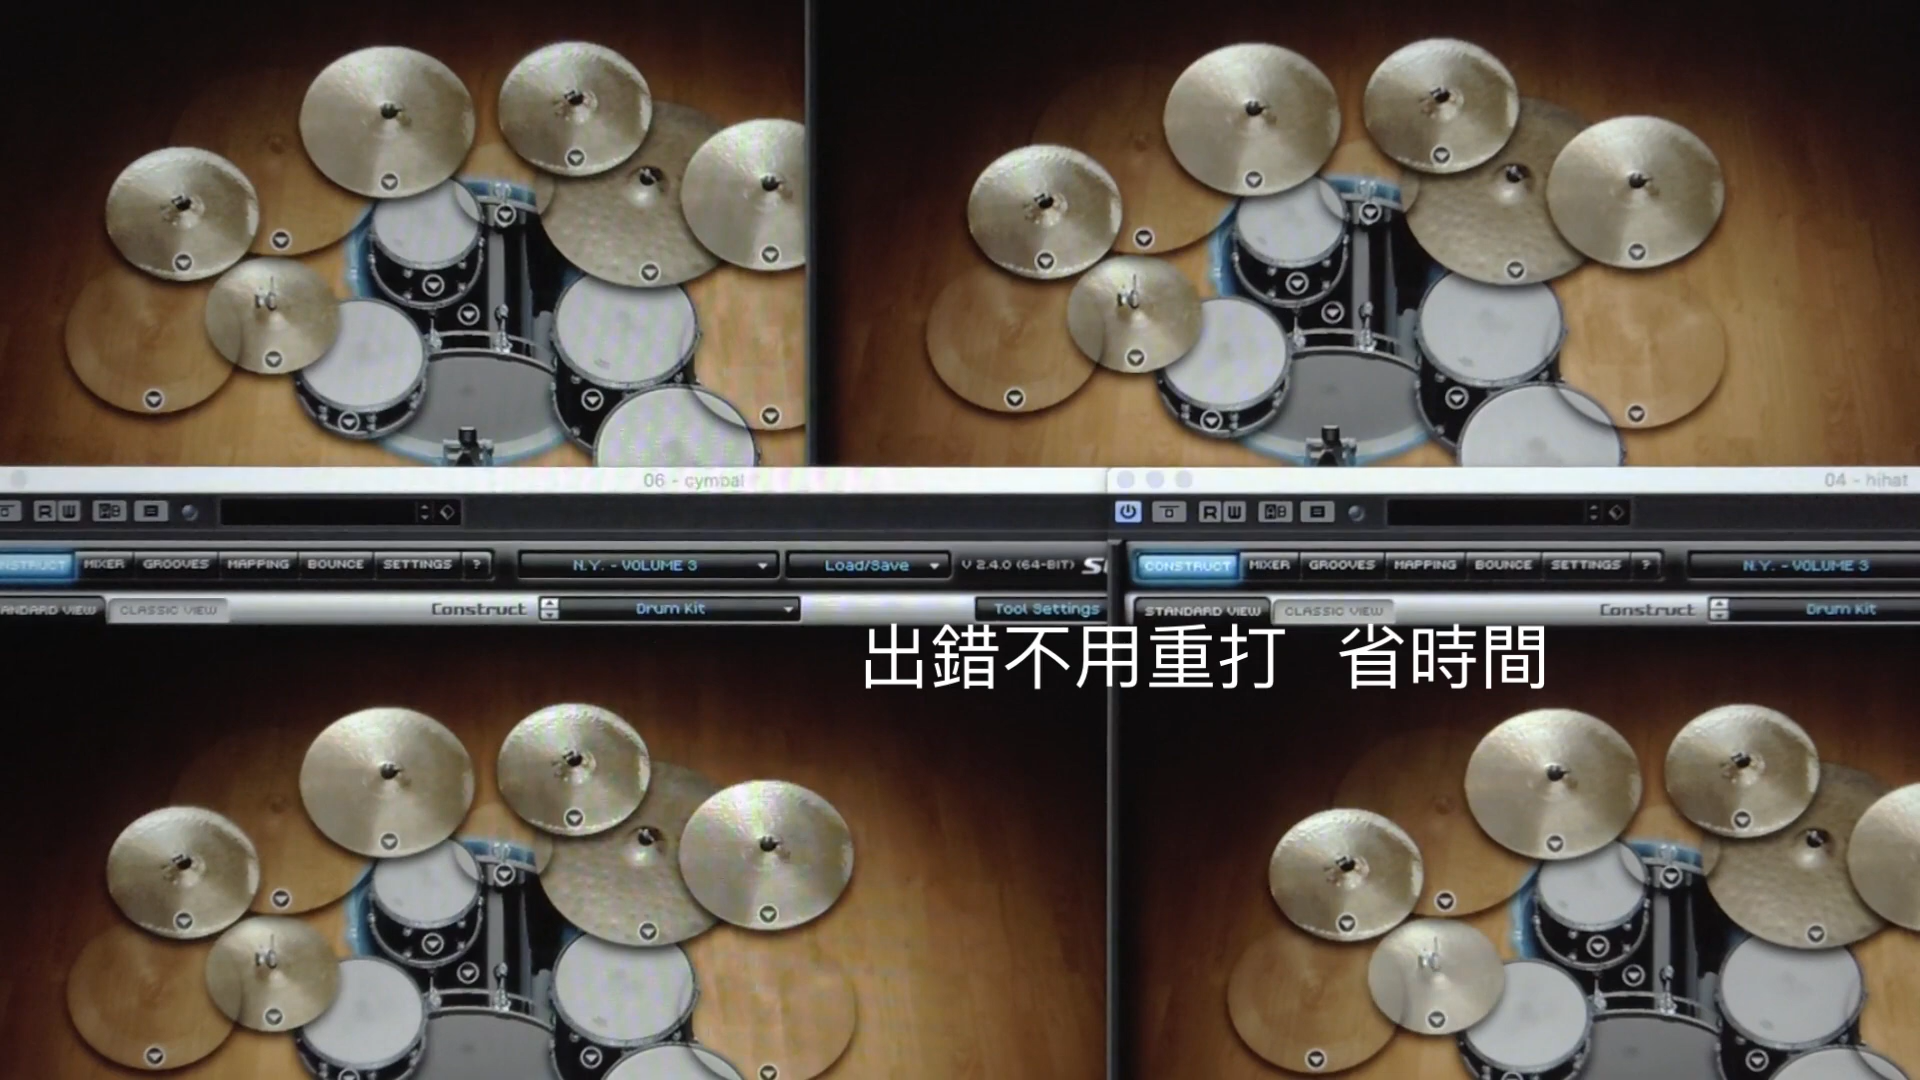 06 - cymbal
04 - hihat
R W
R W
MIXER GROOVES MAPPING BOUNCE SETTINGS ?
N.Y. - VOLUME 3
Load/Save
V 2.4.0 (64-BIT)
CONSTRUCT MIXER GROOVES MAPPING BOUNCE SETTINGS ?
N.Y. - VOLUME 3
CLASSIC VIEW
Construct
Drum Kit
Tool Settings
STANDARD VIEW
CLASSIC VIEW
Construct
Drum Kit
出錯不用重打 省時間